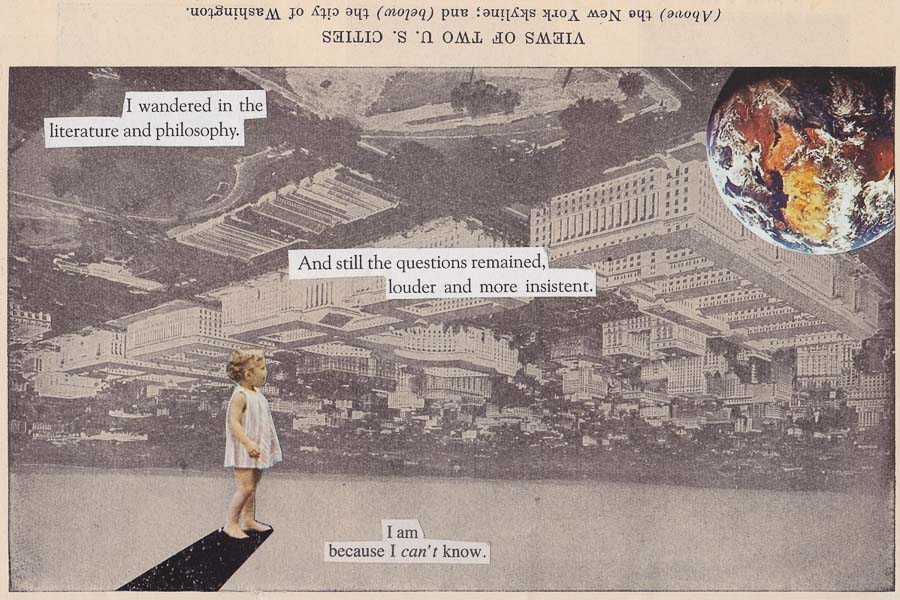 (Above) the New York skyline; and (below) the city of Washington.
VIEWS OF TWO U. S. CITIES
I wandered in the
literature and philosophy.
And still the questions remained,
louder and more insistent.
I am
because I can't know.